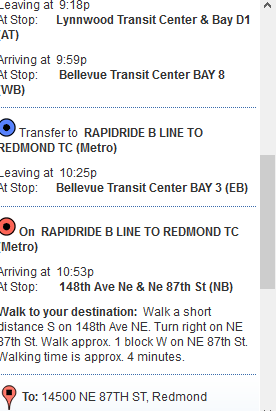 Leaving at 9:18p
At Stop: Lynnwood Transit Center & Bay D1
(AT)
Arriving at 9:59p
At Stop: Bellevue Transit Center BAY 8
(WB)
Transfer to RAPIDRIDE B LINE TO
REDMOND TC (Metro)
Leaving at 10:25p
At Stop: Bellevue Transit Center BAY 3 (EB)
On RAPIDRIDE B LINE TO REDMOND TC
(Metro)
Arriving at 10:53p
At Stop: 148th Ave Ne & Ne 87th St (NB)
Walk to your destination: Walk a short
distance S on 148th Ave NE. Turn right on NE
87th St. Walk approx. 1 block W on NE 87th St.
Walking time is approx. 4 minutes.
To: 14500 NE 87TH ST, Redmond